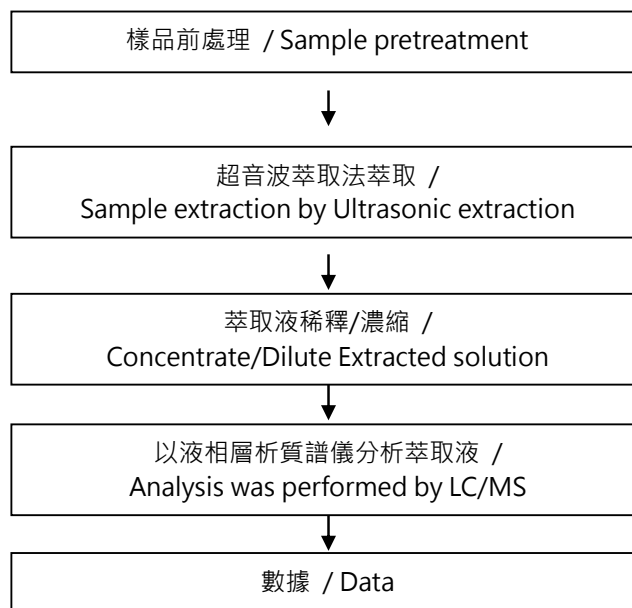 樣品前處理 / Sample pretreatment
超音波萃取法萃取 /
Sample extraction by Ultrasonic extraction
萃取液稀釋/濃縮 /
Concentrate/Dilute Extracted solution
以液相層析質譜儀分析萃取液 /
Analysis was performed by LC/MS
數據 / Data